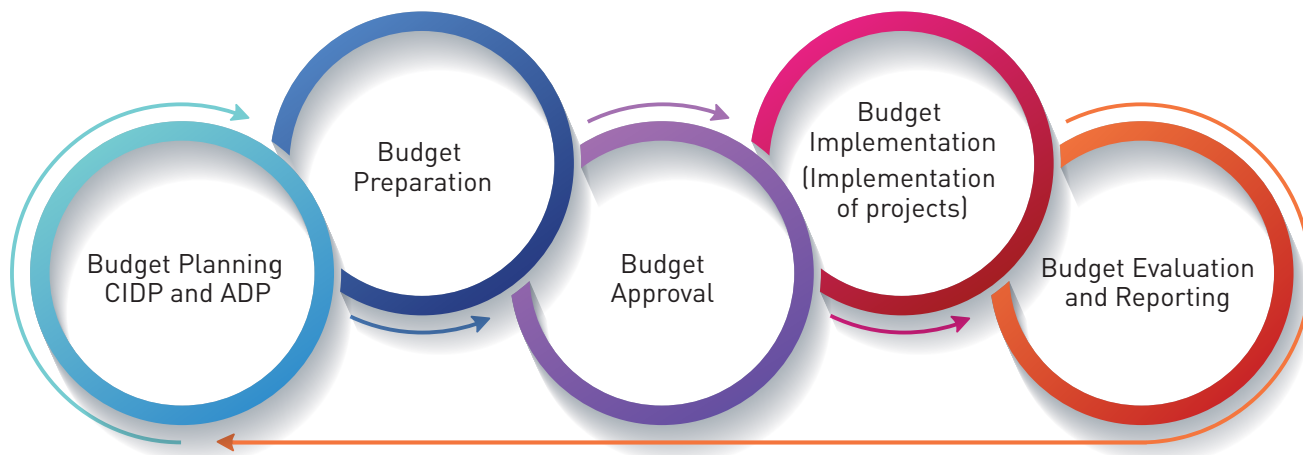 Budget Planning
CIDP and ADP
Budget
Preparation
Budget
Approval
Budget
Implementation
(Implementation
of projects)
Budget Evaluation
and Reporting